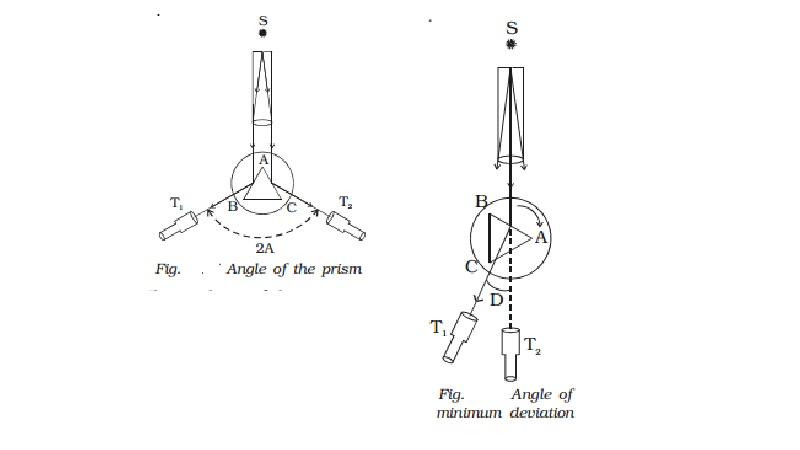 S
A
T₁
B
C
T₂
2A
Fig. Angle of the prism
S
B
A
C
D
T₁
T₂
Fig. Angle of
minimum deviation